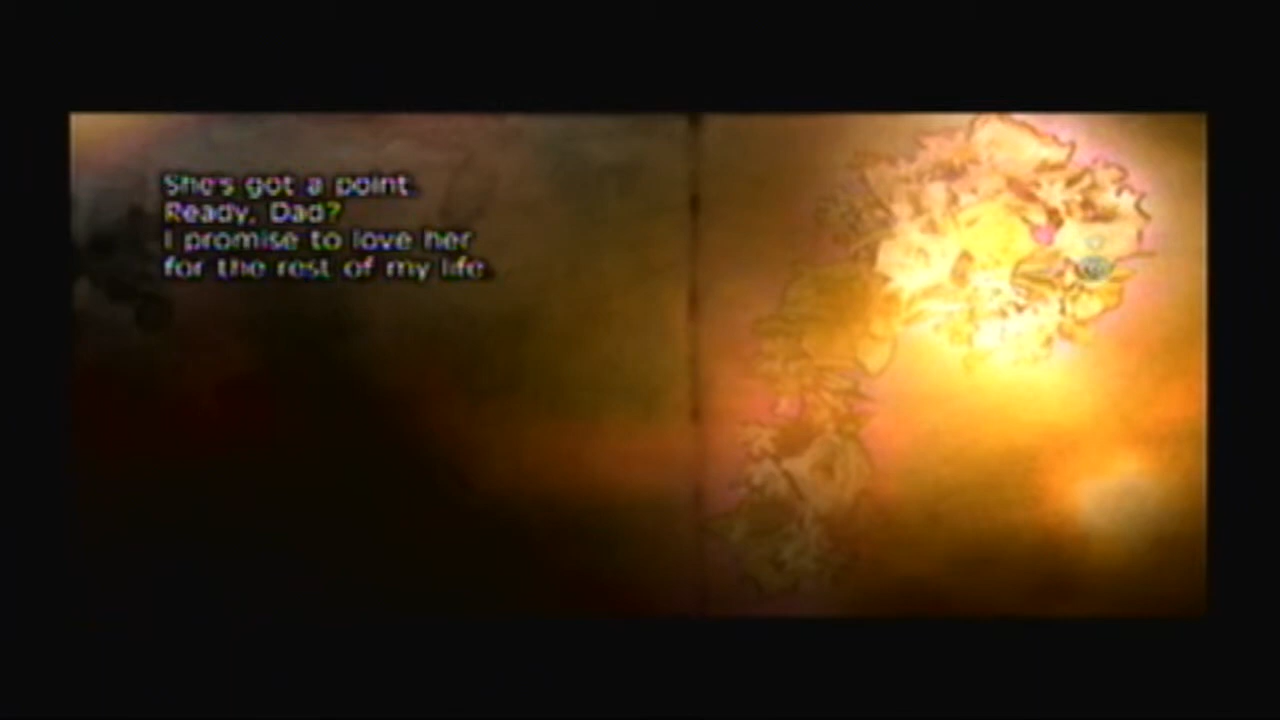 She's got a point.
Ready, Dad?
I promise to love her
for the rest of my life.